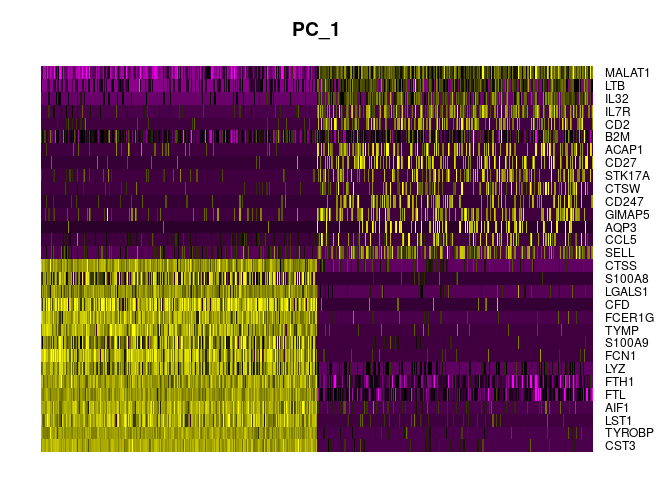 PC_1
MALAT1
LTB
IL32
IL7R
CD2
B2M
ACAP1
CD27
STK17A
CTSW
CD247
GIMAP5
AQP3
CCL5
SELL
CTSS
S100A8
LGALS1
CFD
FCER1G
TYMP
S100A9
FCN1
LYZ
FTH1
FTL
AIF1
LST1
TYROBP
CST3